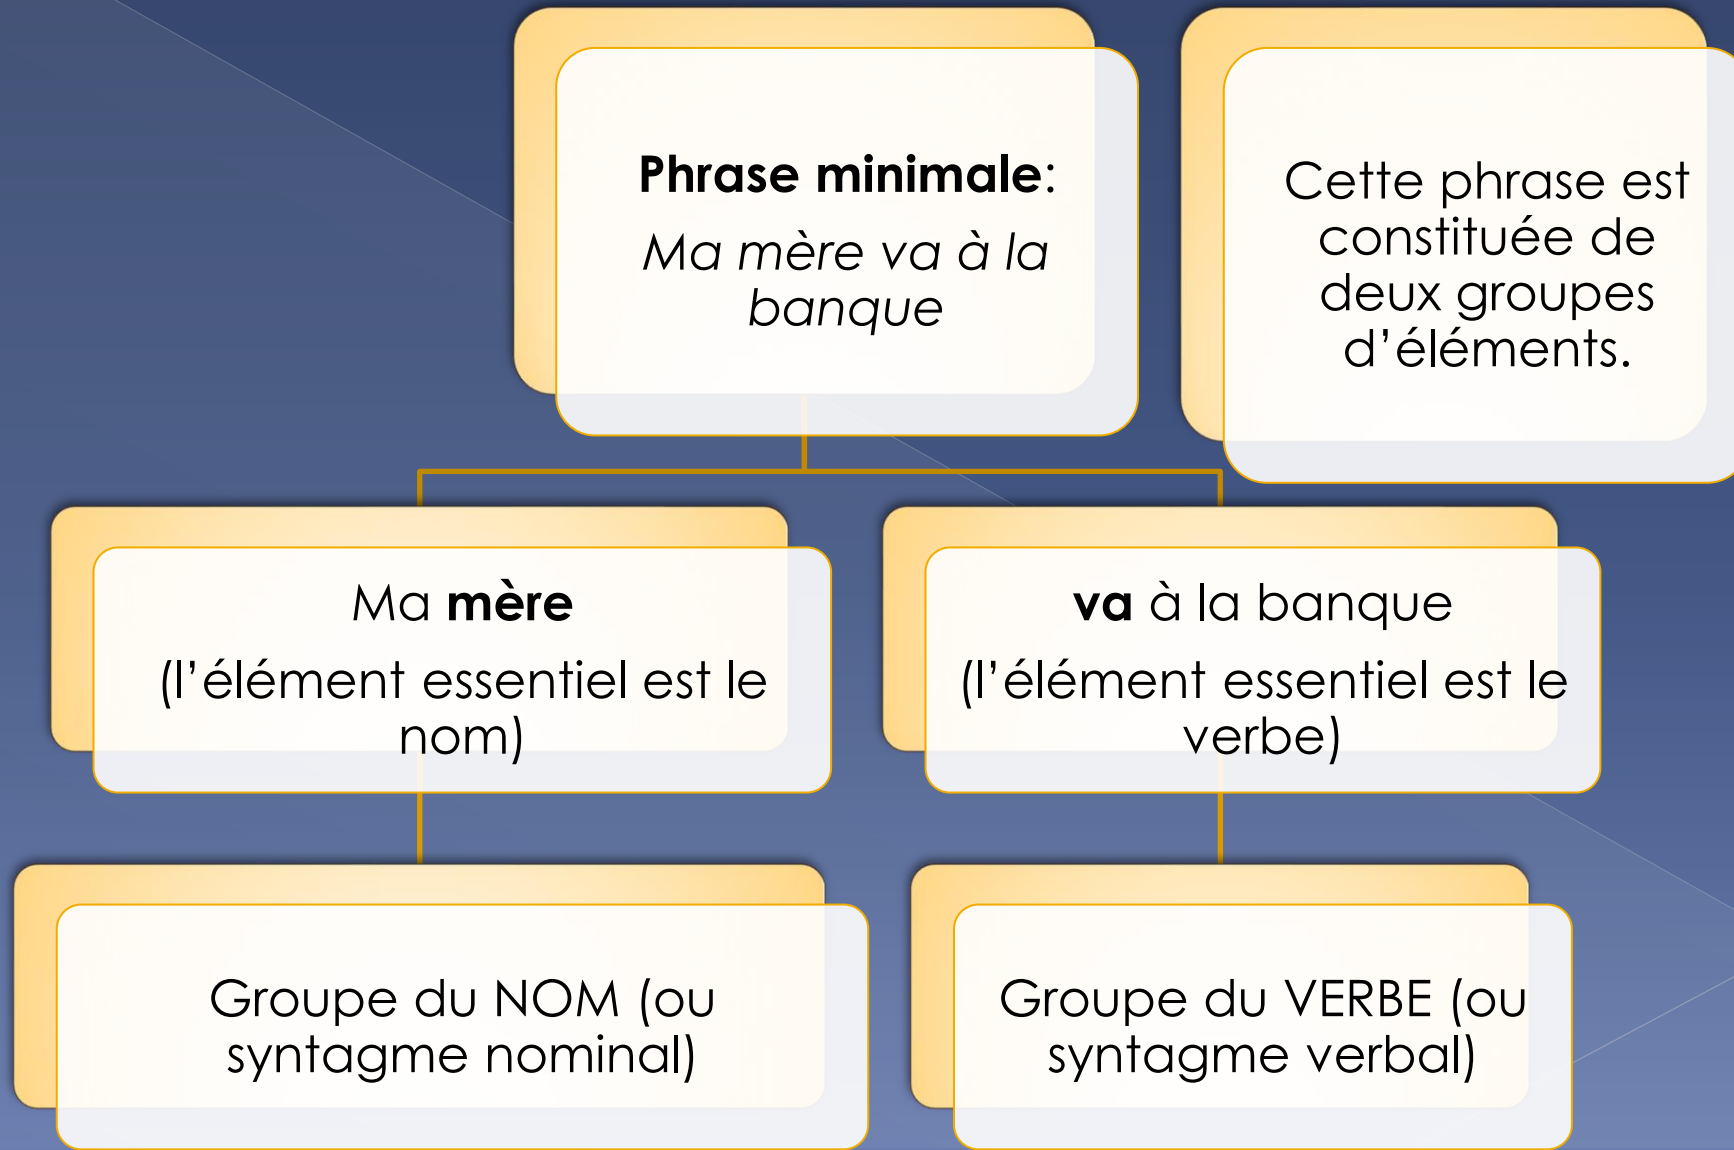 Phrase minimale:
Ma mère va à la
banque
Cette phrase est
constituée de
deux groupes
d’éléments.
Ma mère
(l’élément essentiel est le
nom)
va à la banque
(l’élément essentiel est le
verbe)
Groupe du NOM (ou
syntagme nominal)
Groupe du VERBE (ou
syntagme verbal)